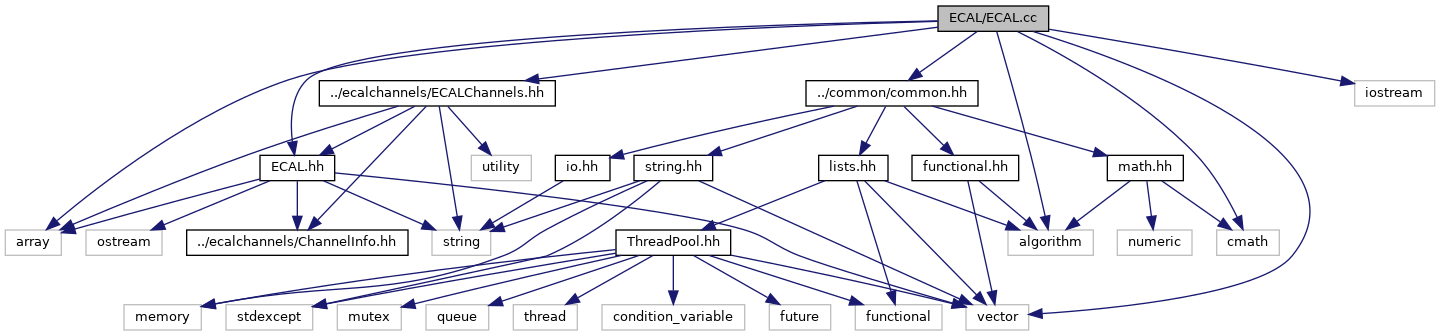 ECAL/ECAL.cc
../ecalchannels/ECALChannels.hh
../common/common.hh
iostream
ECAL.hh
utility
io.hh
string.hh
lists.hh
functional.hh
math.hh
array
ostream
../ecalchannels/ChannelInfo.hh
string
ThreadPool.hh
algorithm
numeric
cmath
memory
stdexcept
mutex
queue
thread
condition_variable
future
functional
vector